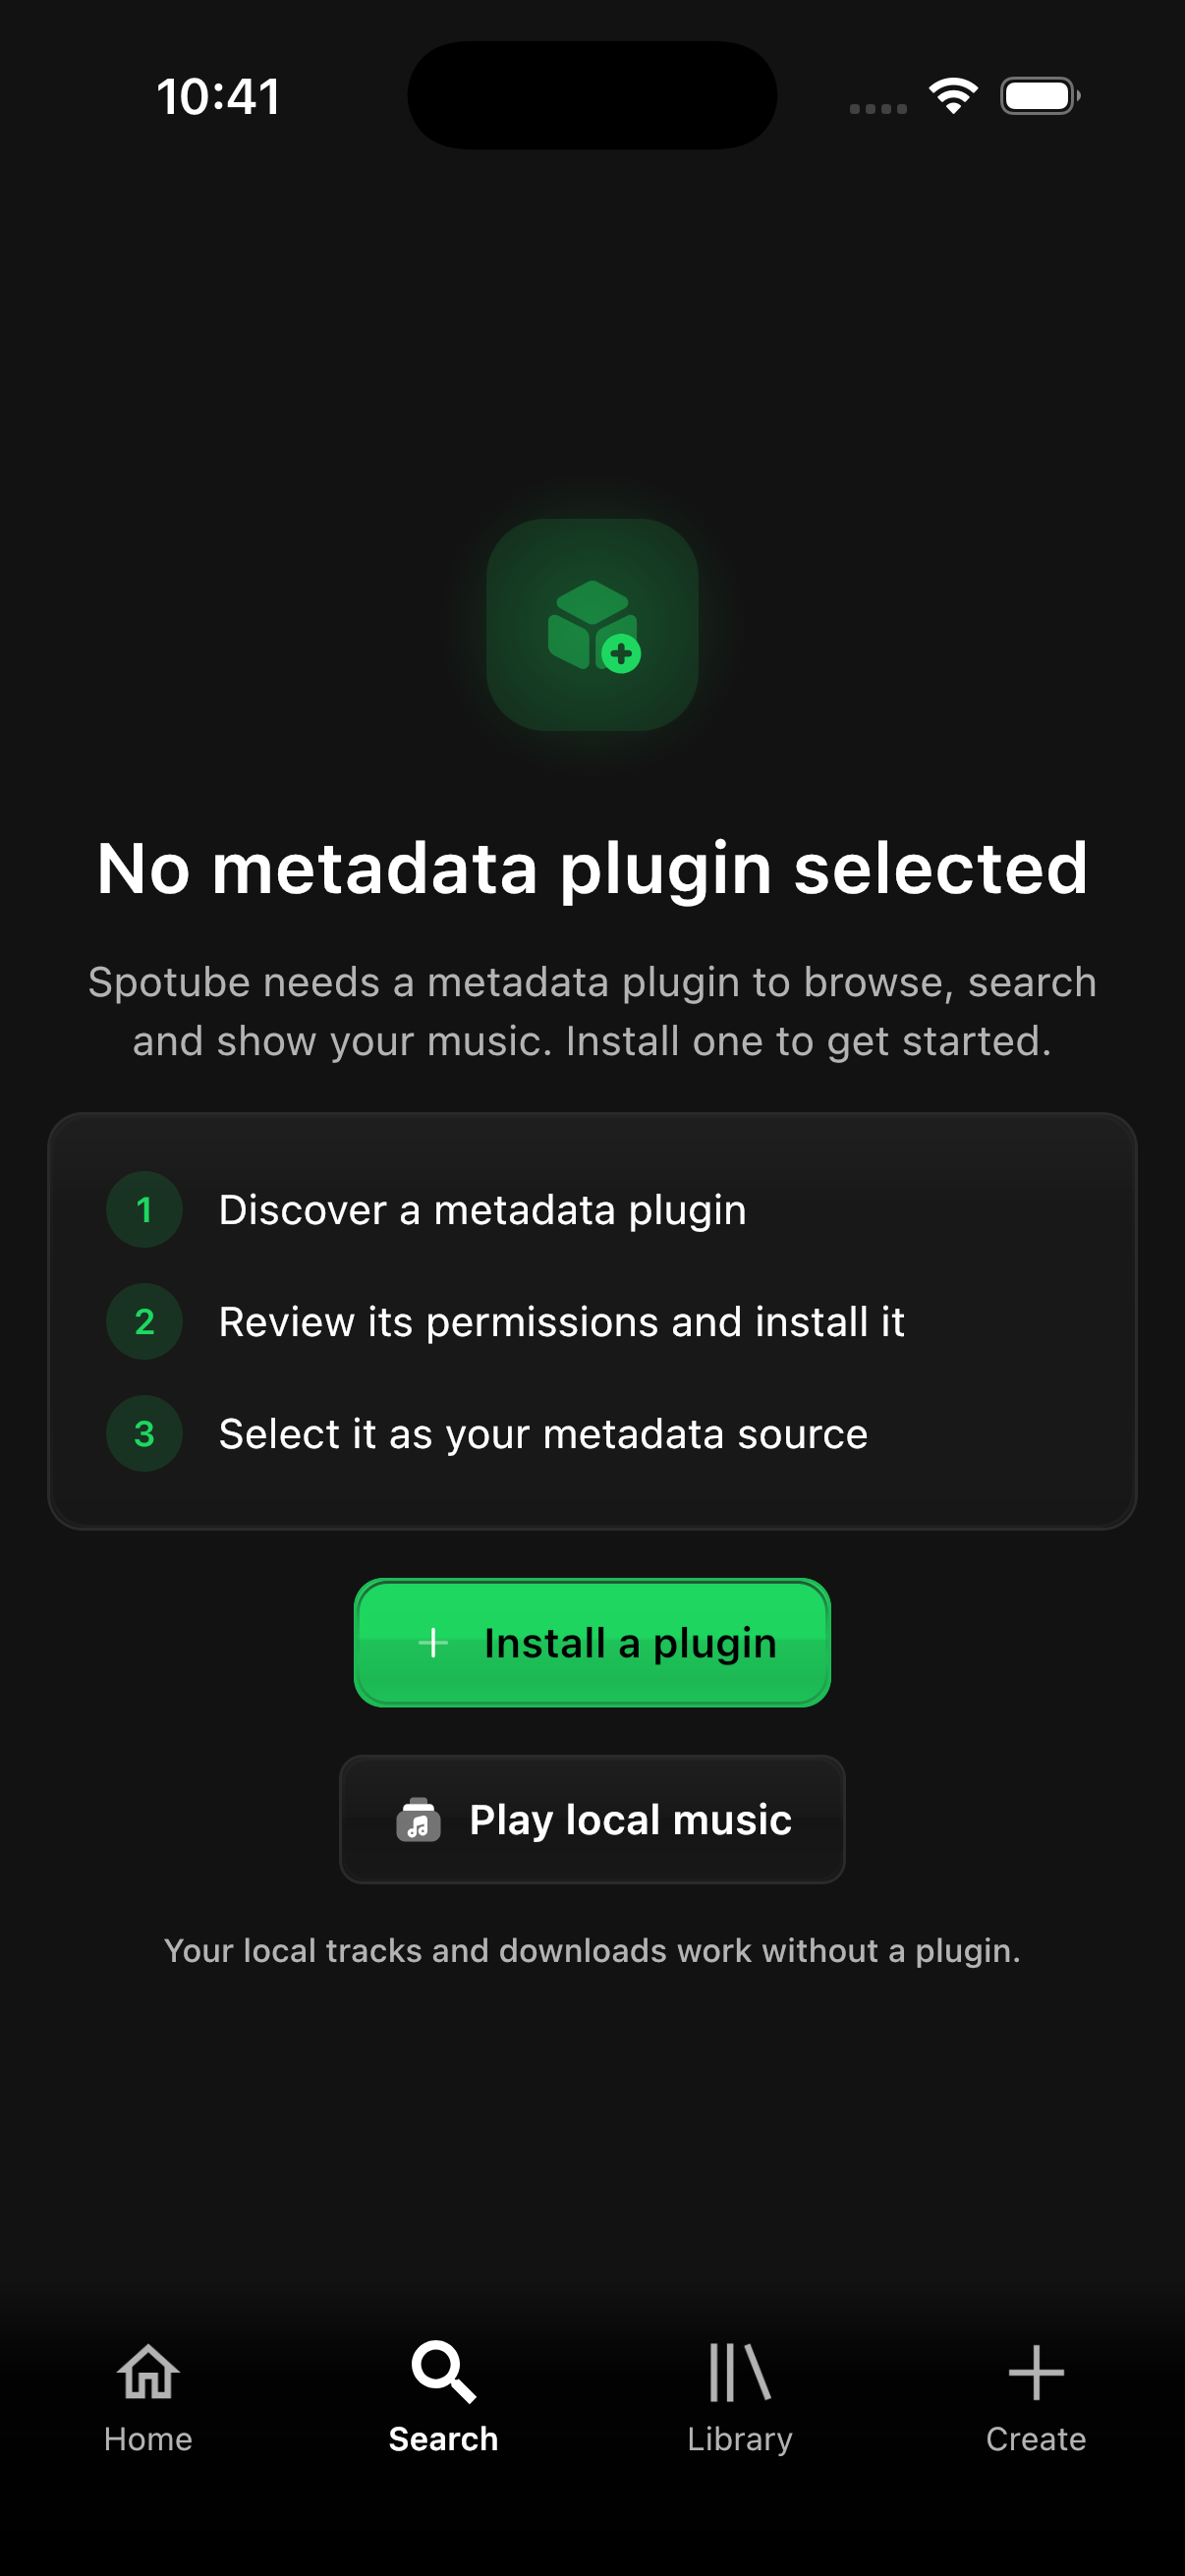 10:41
No metadata plugin selected
Spotube needs a metadata plugin to browse, search
and show your music. Install one to get started.
1 Discover a metadata plugin
2 Review its permissions and install it
3 Select it as your metadata source
Install a plugin
Play local music
Your local tracks and downloads work without a plugin.
Home Search Library Create